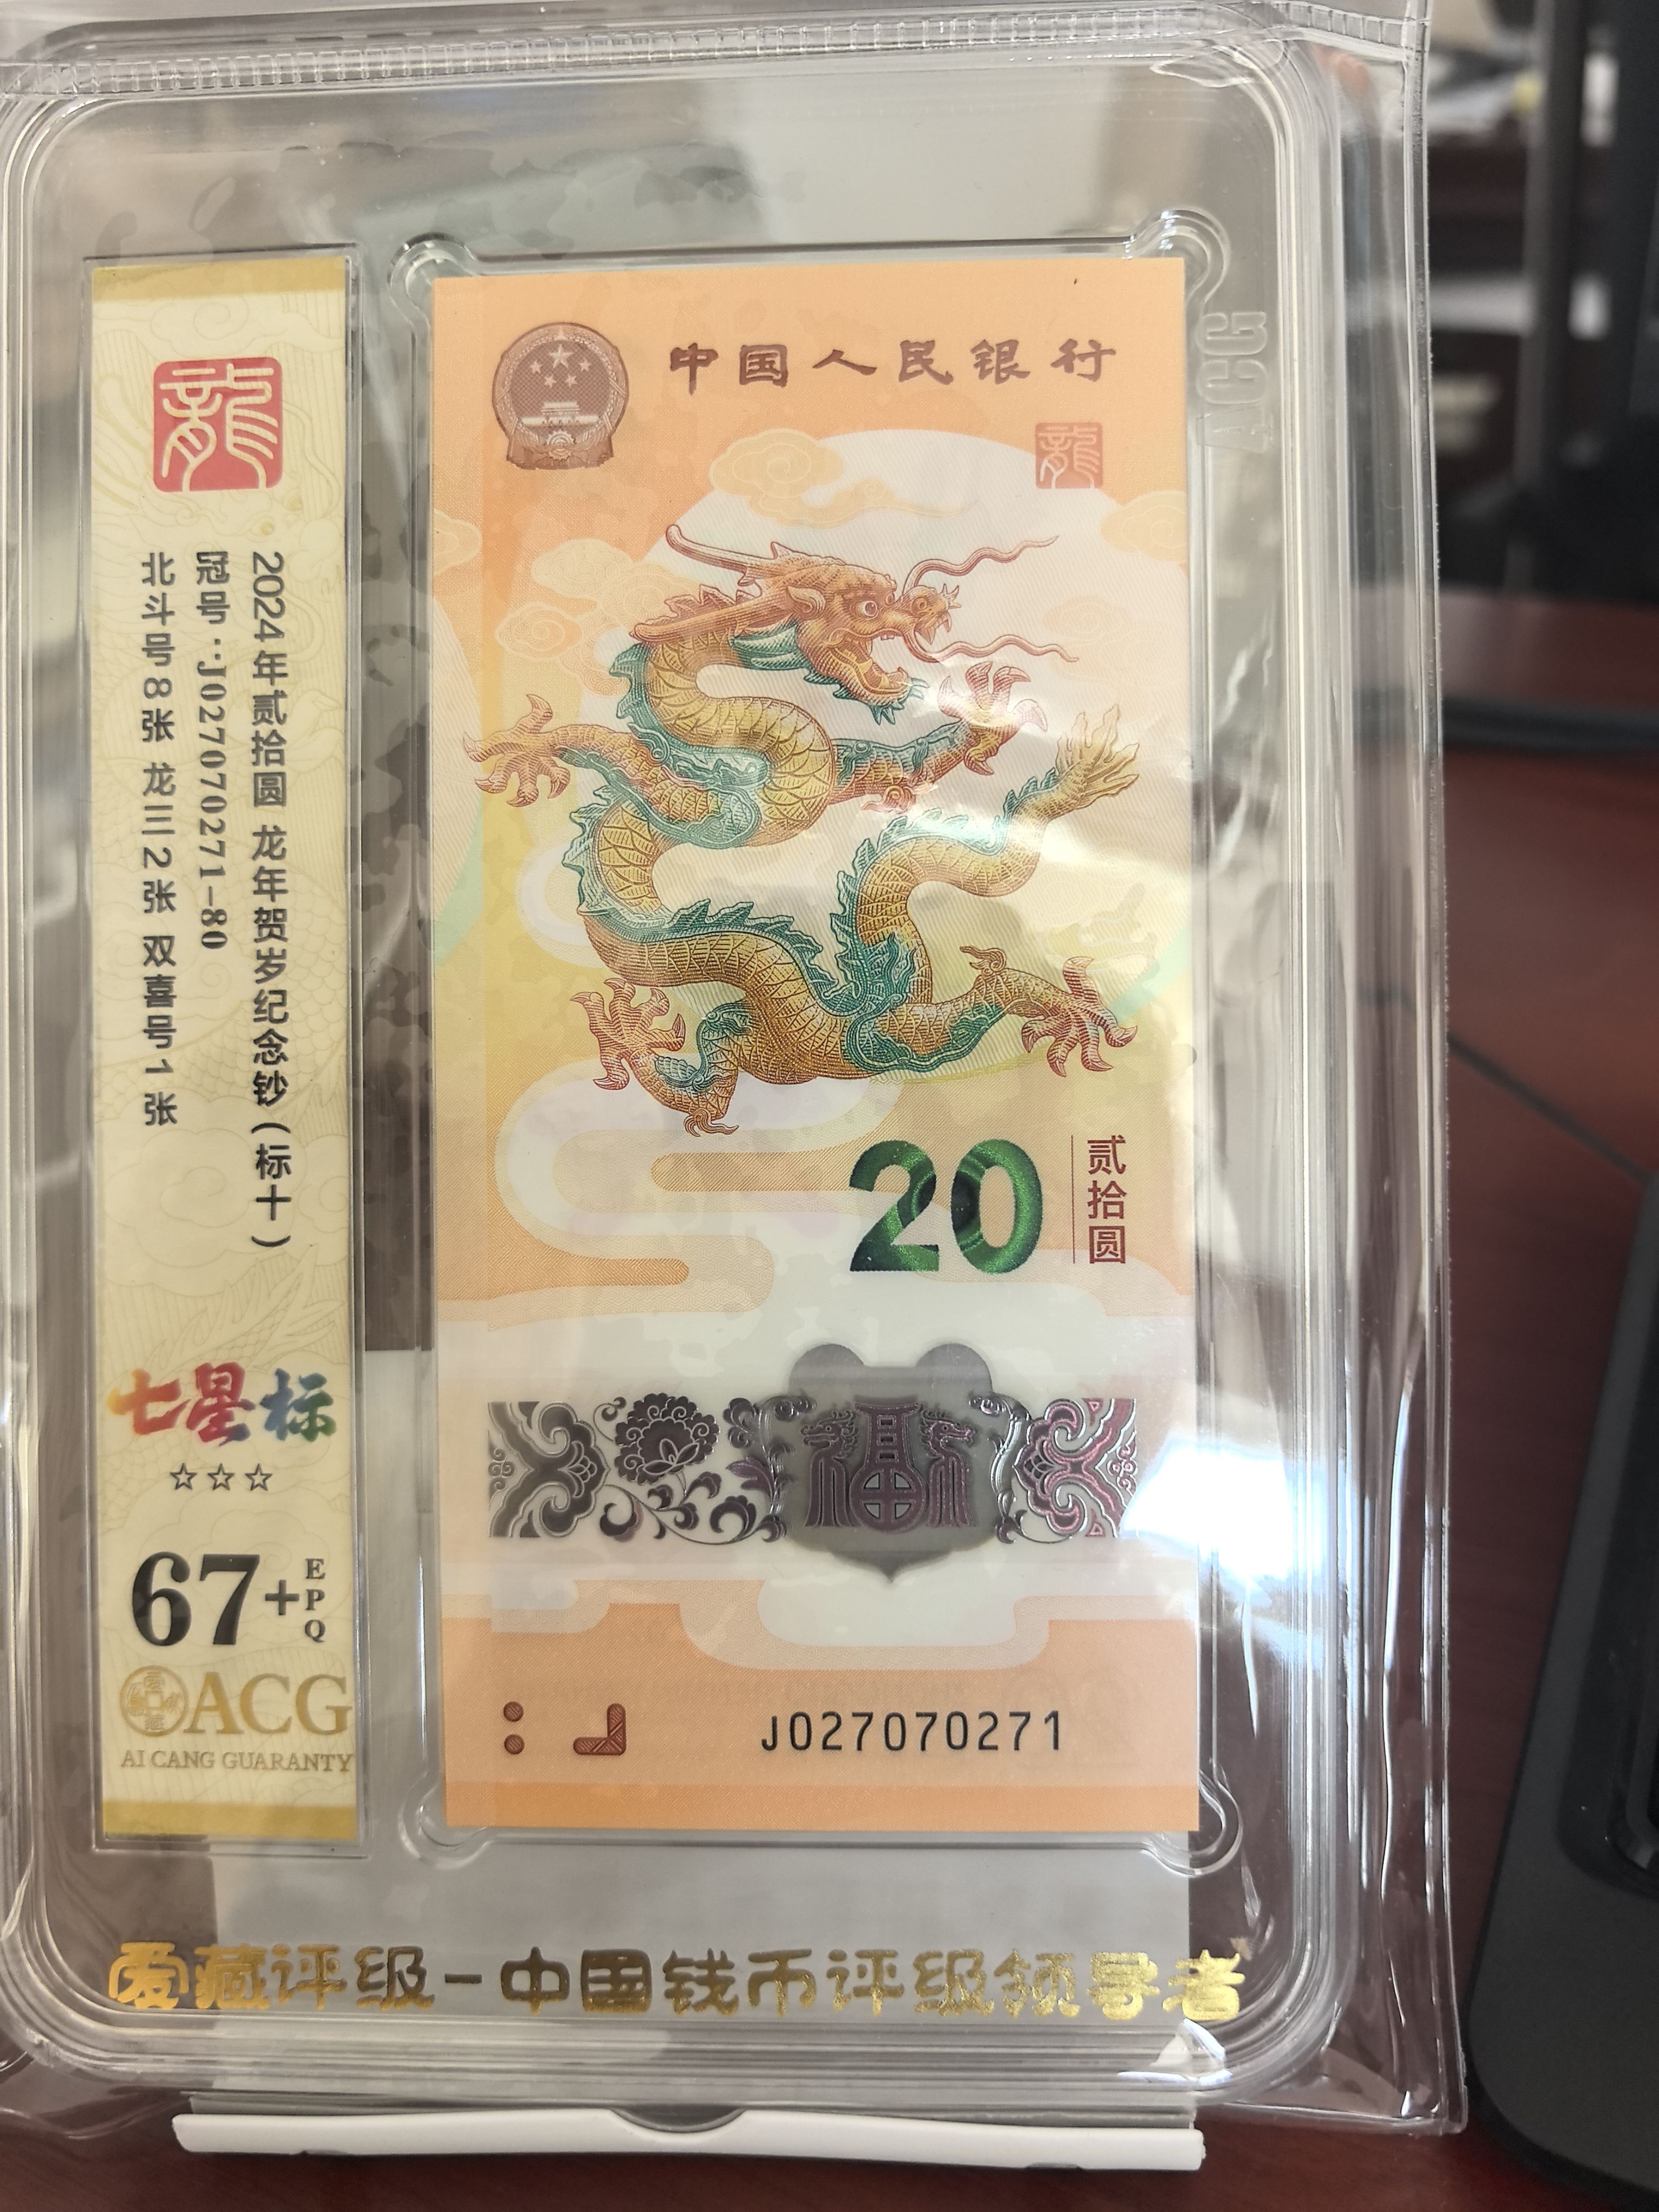 龍
2024年贰拾圆 龙年贺岁纪念钞(标十)
冠号:J027070271-80
北斗号8张 龙三2张 双喜号1张
七星标
☆☆☆
67+EPQ
ACG
AI CANG GUARANTY
中国人民银行
龍
20
贰拾圆
福
J027070271
ACG
爱藏评级-中国钱币评级领导者